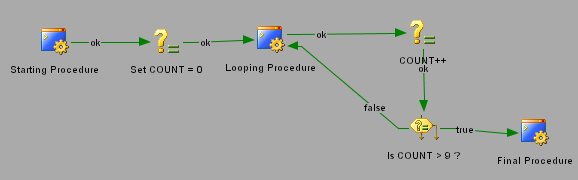 ok
ok
ok
Starting Procedure
Set COUNT = 0
Looping Procedure
COUNT++
ok
false
true
Is COUNT > 9 ?
Final Procedure